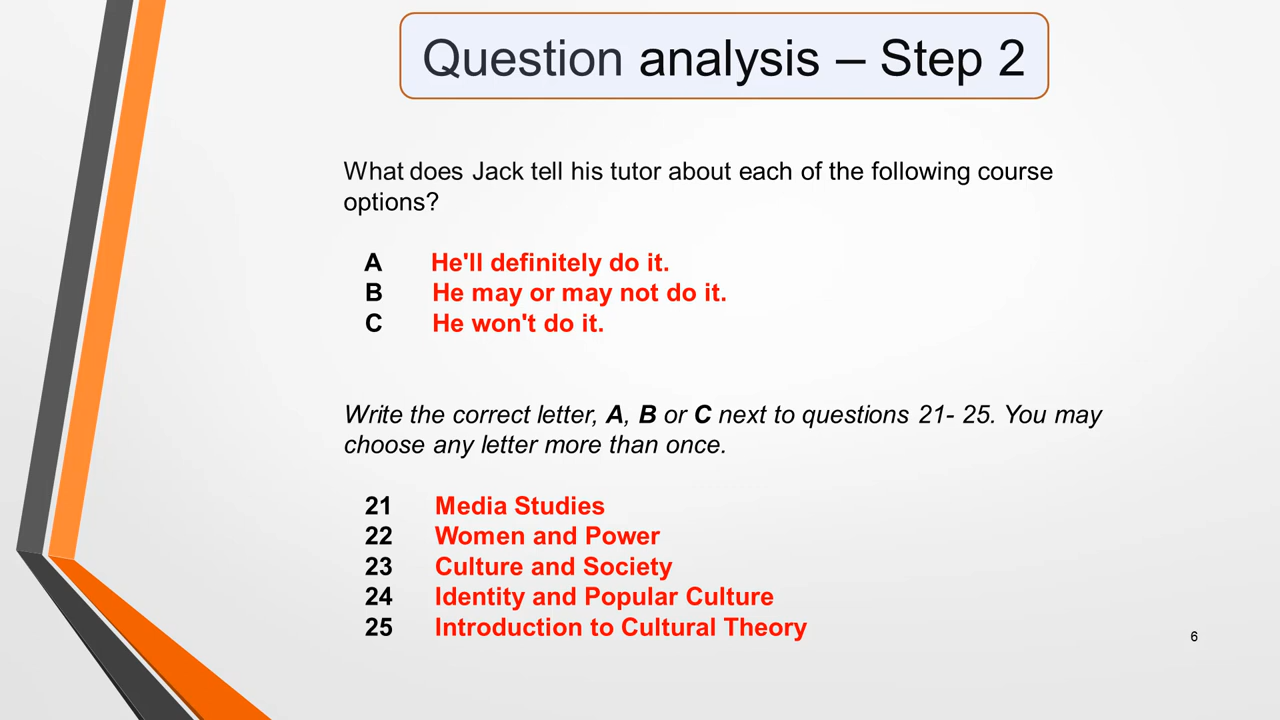 Question analysis – Step 2
What does Jack tell his tutor about each of the following course
options?
A He'll definitely do it.
B He may or may not do it.
C He won't do it.
Write the correct letter, A, B or C next to questions 21- 25. You may
choose any letter more than once.
21 Media Studies
22 Women and Power
23 Culture and Society
24 Identity and Popular Culture
25 Introduction to Cultural Theory
6